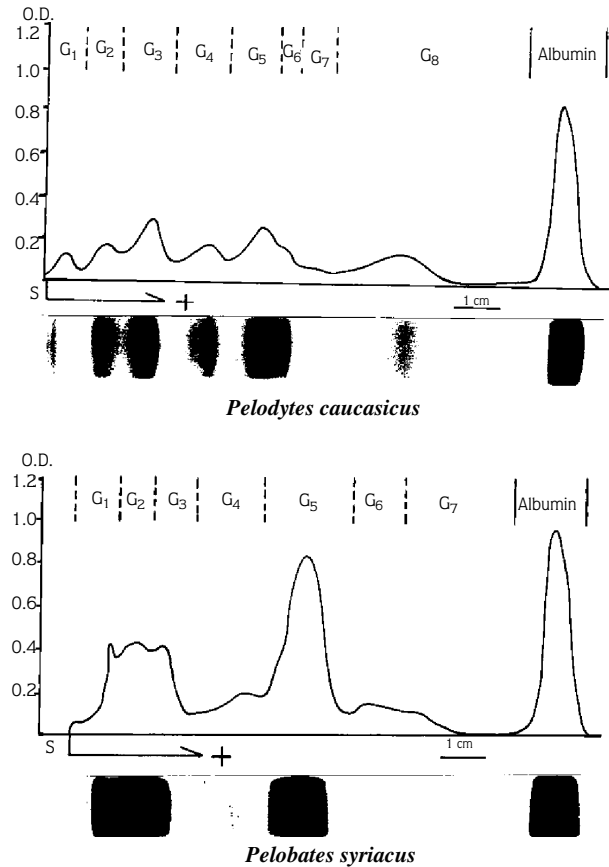 O.D.
1.2
G1 G2 G3 G4 G5 G6 G7 G8 Albumin
1.0
0.8
0.6
0.4
0.2
S
+
1 cm
Pelodytes caucasicus
O.D.
1.2
G1 G2 G3 G4 G5 G6 G7 Albumin
1.0
0.8
0.6
0.4
0.2
S
+
1 cm
Pelobates syriacus